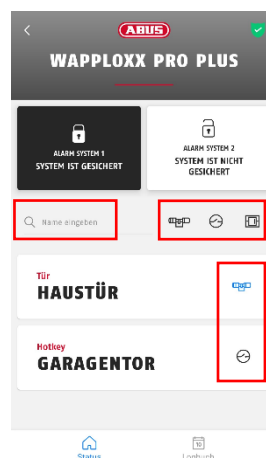 ABUS
WAPPLOXX PRO PLUS
ALARM SYSTEM 1
SYSTEM IST GESICHERT
ALARM SYSTEM 2
SYSTEM IST NICHT
GESICHERT
Name eingeben
Tür
HAUSTÜR
Hotkey
GARAGENTOR
Status
Logbuch